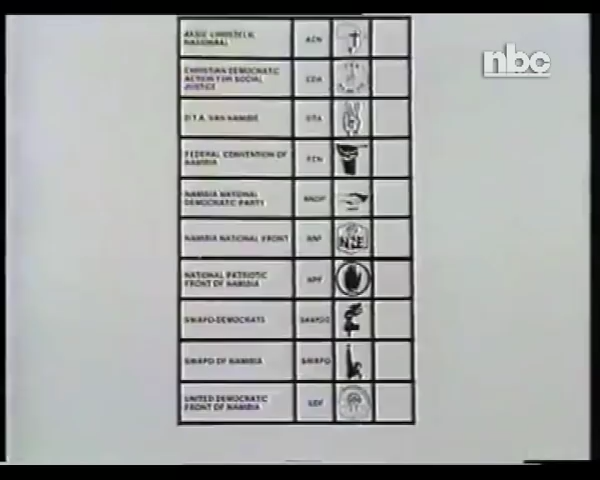 nbc
AKSIE CHRISTELIK
NASIONAAL
ACN
CHRISTIAN DEMOCRATIC
ACTION FOR SOCIAL
JUSTICE
CDA
D.T.A. VAN NAMIBIË
DTA
FEDERAL CONVENTION OF
NAMIBIA
FCN
NAMIBIA NATIONAL
DEMOCRATIC PARTY
NNDP
NAMIBIA NATIONAL FRONT
NNF
NATIONAL PATRIOTIC
FRONT OF NAMIBIA
NPF
SWAPO-DEMOCRATS
SWAPO OF NAMIBIA
SWAPO
UNITED DEMOCRATIC
FRONT OF NAMIBIA
UDF